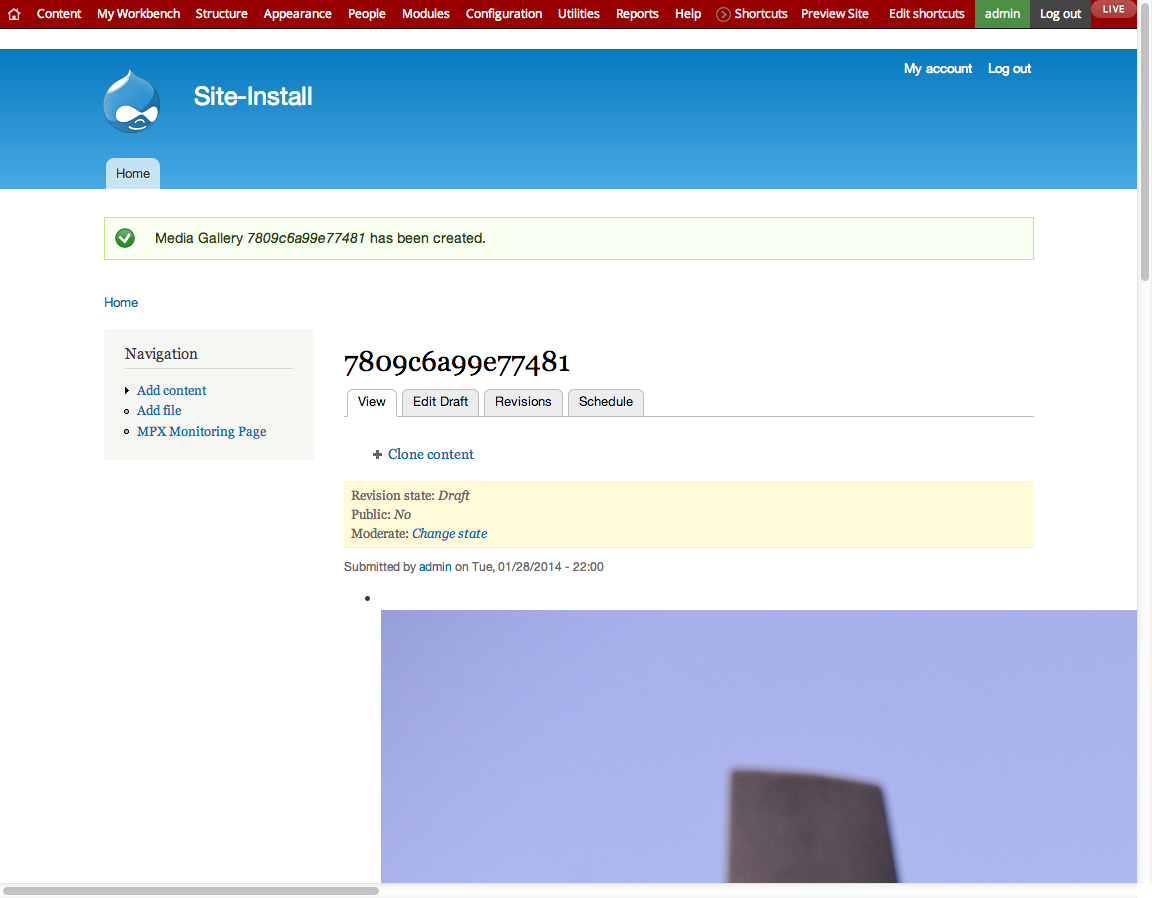 Content My Workbench Structure Appearance People Modules Configuration Utilities Reports Help Shortcuts Preview Site Edit shortcuts admin Log out LIVE
My account Log out
Site-Install
Home
Media Gallery 7809c6a99e77481 has been created.
Home
Navigation
Add content
Add file
MPX Monitoring Page
7809c6a99e77481
View Edit Draft Revisions Schedule
Clone content
Revision state: Draft
Public: No
Moderate: Change state
Submitted by admin on Tue, 01/28/2014 - 22:00